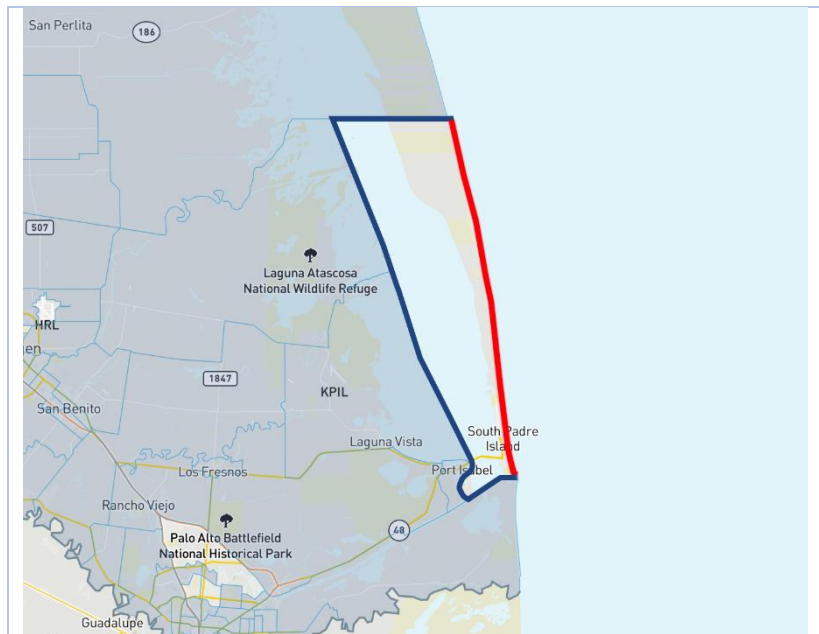 San Perlita
186
507
Laguna Atascosa
National Wildlife Refuge
HRL
en
1847
KPIL
San Benito
South Padre
Island
Laguna Vista
Port Isabel
Los Fresnos
Rancho Viejo
48
Palo Alto Battlefield
National Historical Park
Guadalupe